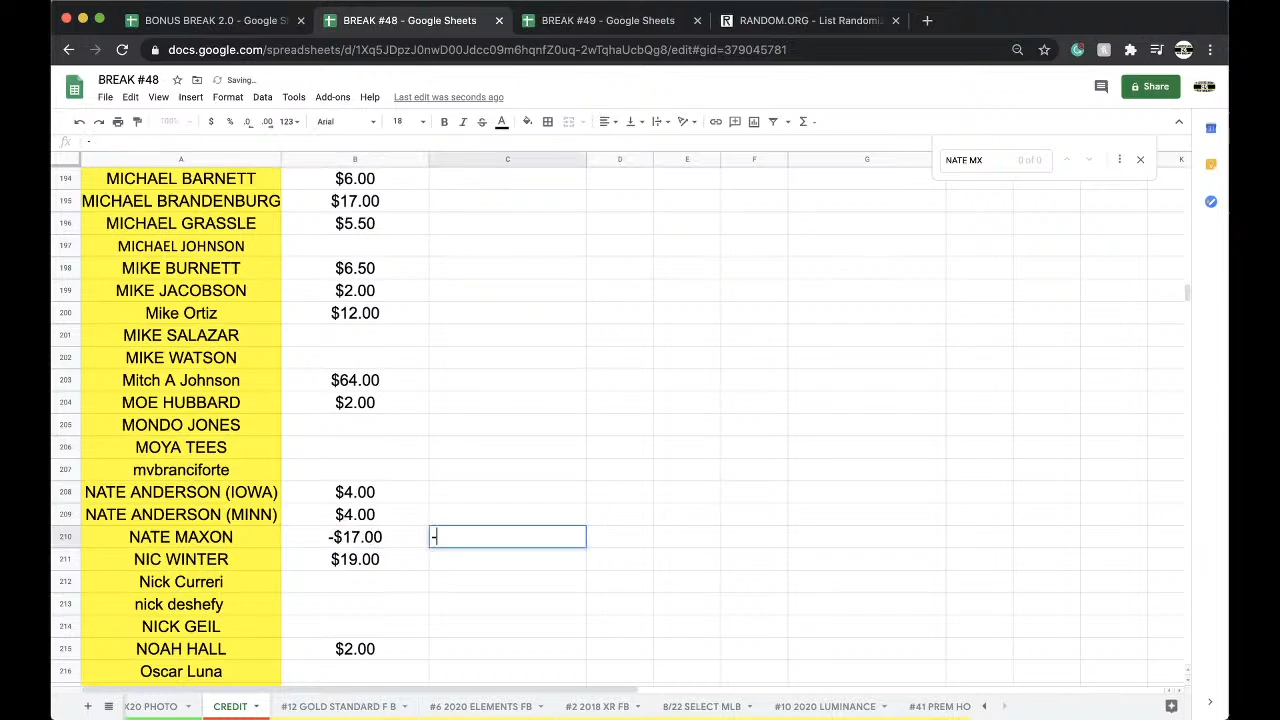 BONUS BREAK 2.0 - Google S
BREAK #48 - Google Sheets
BREAK #49 - Google Sheets
RANDOM.ORG - List Randomi
docs.google.com/spreadsheets/d/1Xq5JDpzJ0nwD00Jdcc09m6hqnfZ0uq-2wTqhaUcbQg8/edit#gid=379045781
BREAK #48
Saving...
File Edit View Insert Format Data Tools Add-ons Help Last edit was seconds ago
Share
100% $ % .0 .00 123 Arial 18 B I S A
fx -
NATE MX 0 of 0
A B C D E F G K
194 MICHAEL BARNETT $6.00
195 MICHAEL BRANDENBURG $17.00
196 MICHAEL GRASSLE $5.50
197 MICHAEL JOHNSON
198 MIKE BURNETT $6.50
199 MIKE JACOBSON $2.00
200 Mike Ortiz $12.00
201 MIKE SALAZAR
202 MIKE WATSON
203 Mitch A Johnson $64.00
204 MOE HUBBARD $2.00
205 MONDO JONES
206 MOYA TEES
207 mvbranciforte
208 NATE ANDERSON (IOWA) $4.00
209 NATE ANDERSON (MINN) $4.00
210 NATE MAXON -$17.00 -
211 NIC WINTER $19.00
212 Nick Curreri
213 nick deshefy
214 NICK GEIL
215 NOAH HALL $2.00
216 Oscar Luna
X20 PHOTO CREDIT #12 GOLD STANDARD F B #6 2020 ELEMENTS FB #2 2018 XR FB 8/22 SELECT MLB #10 2020 LUMINANCE #41 PREM HO